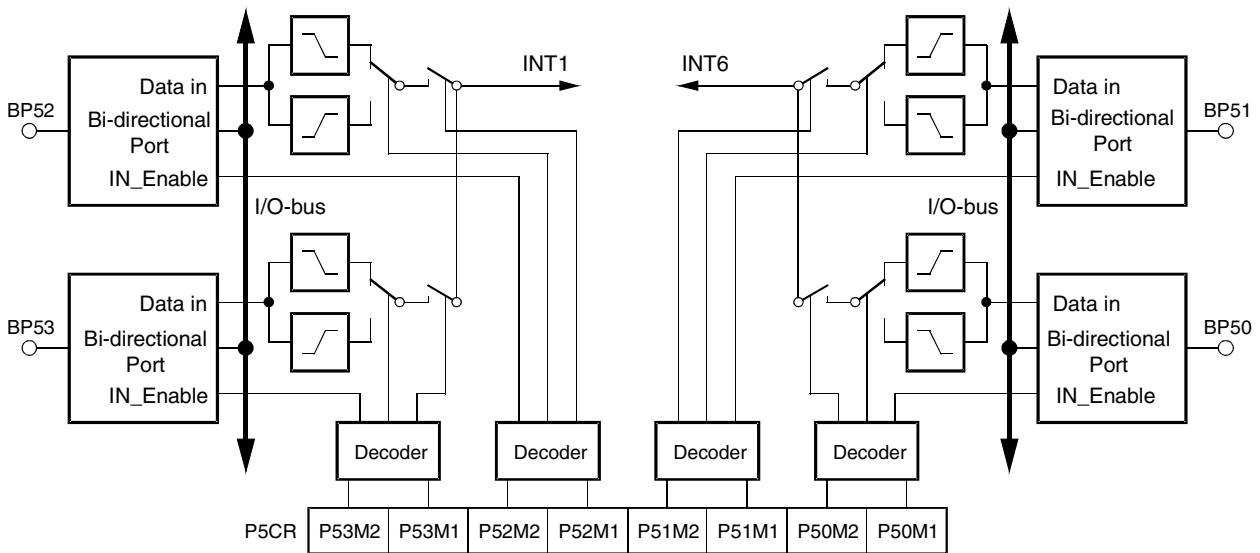 INT1
INT6
BP52
Data in
Bi-directional
Port
IN_Enable
Data in
Bi-directional
Port
IN_Enable
BP51
I/O-bus
I/O-bus
BP53
Data in
Bi-directional
Port
IN_Enable
Data in
Bi-directional
Port
IN_Enable
BP50
Decoder
Decoder
Decoder
Decoder
P5CR P53M2 P53M1 P52M2 P52M1 P51M2 P51M1 P50M2 P50M1